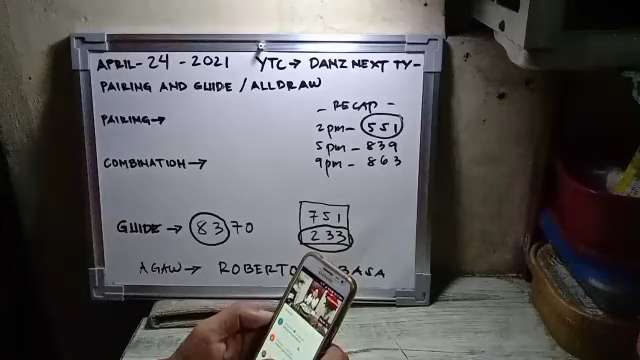 APRIL-24-2021 YTC→ DANZ NEXT TY-
PAIRING AND GUIDE / ALLDRAW
- RECAP -
PAIRING→
2pm- 551
5pm- 839
COMBINATION→
9pm- 863
GUIDE→ 8370
751
233
AGAW→ ROBERTO BASA